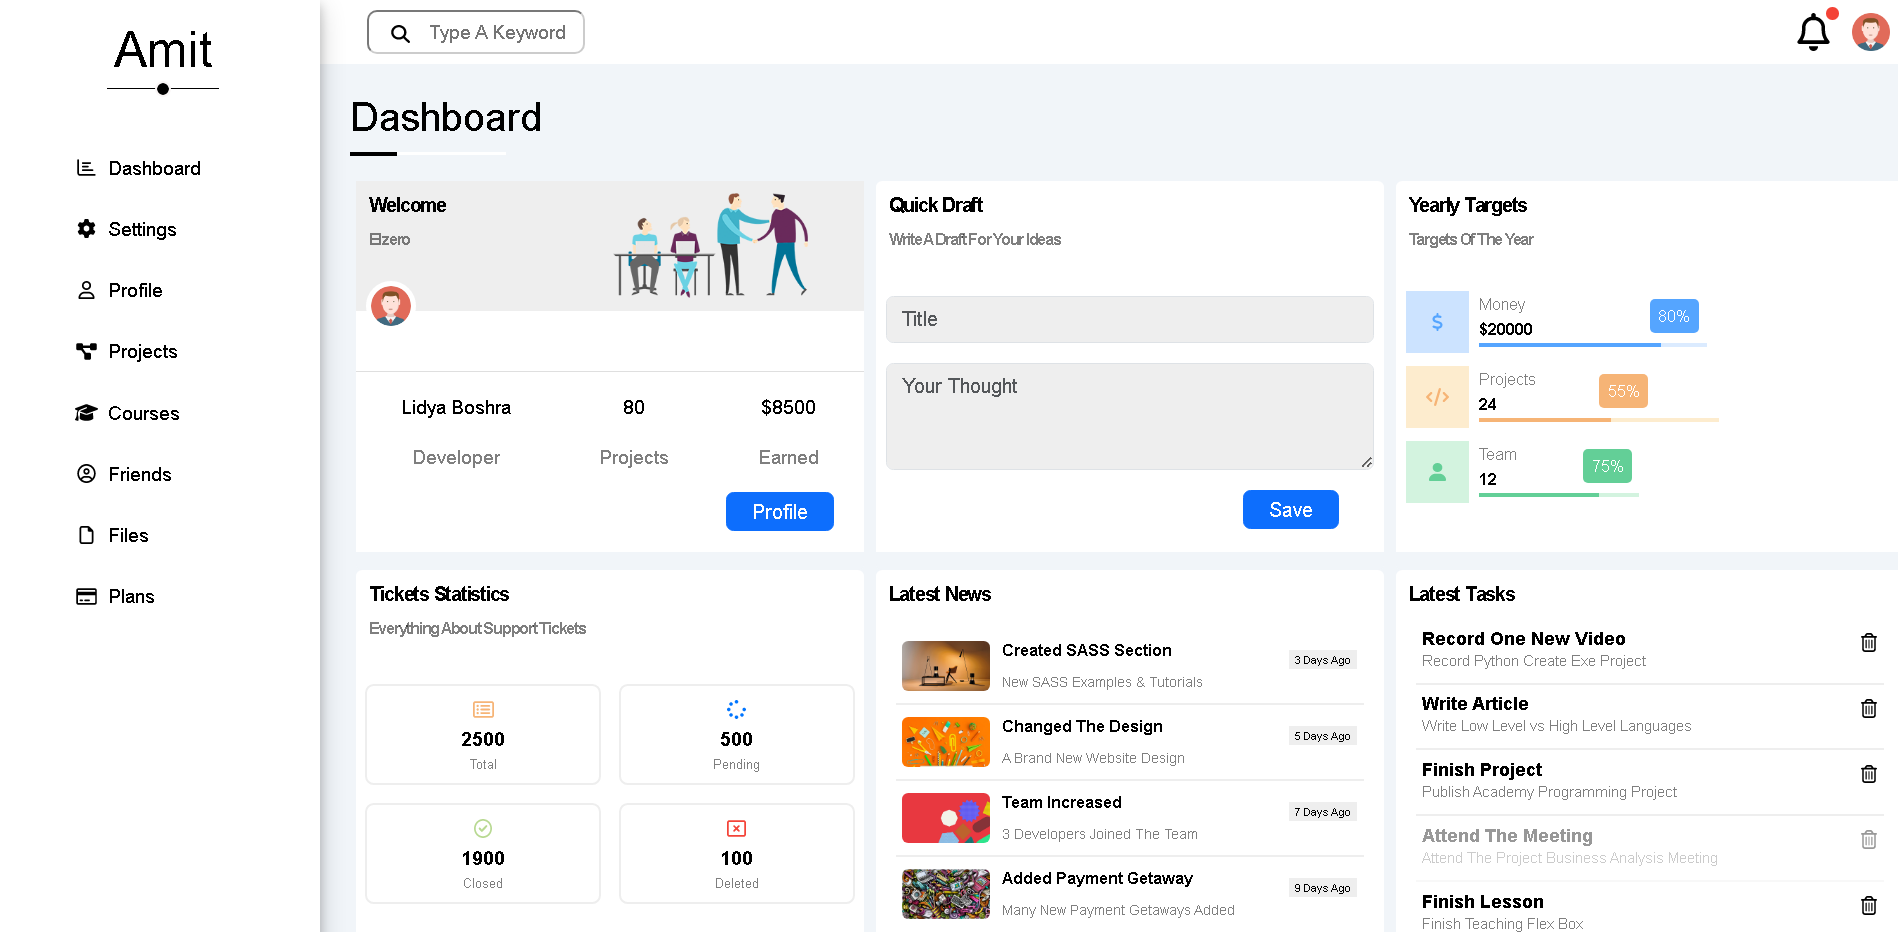 Amit
Type A Keyword
Dashboard
Settings
Profile
Projects
Courses
Friends
Files
Plans
Dashboard
Welcome
Elzero
Lidya Boshra
80
$8500
Developer
Projects
Earned
Profile
Quick Draft
Write A Draft For Your Ideas
Title
Your Thought
Save
Yearly Targets
Targets Of The Year
Money
$20000
80%
Projects
24
55%
Team
12
75%
Tickets Statistics
Everything About Support Tickets
2500
Total
500
Pending
1900
Closed
100
Deleted
Latest News
Created SASS Section
New SASS Examples & Tutorials
3 Days Ago
Changed The Design
A Brand New Website Design
5 Days Ago
Team Increased
3 Developers Joined The Team
7 Days Ago
Added Payment Getaway
Many New Payment Getaways Added
9 Days Ago
Latest Tasks
Record One New Video
Record Python Create Exe Project
Write Article
Write Low Level vs High Level Languages
Finish Project
Publish Academy Programming Project
Attend The Meeting
Attend The Project Business Analysis Meeting
Finish Lesson
Finish Teaching Flex Box